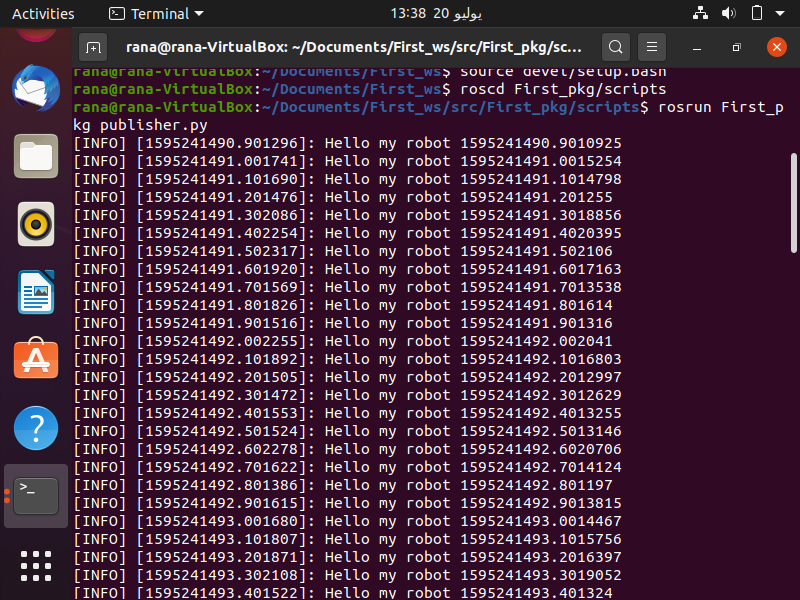 Activities
Terminal
13:38 20 يوليو
rana@rana-VirtualBox: ~/Documents/First_ws/src/First_pkg/sc...
rana@rana-VirtualBox:~/Documents/First_ws$ source devel/setup.bash
rana@rana-VirtualBox:~/Documents/First_ws$ roscd First_pkg/scripts
rana@rana-VirtualBox:~/Documents/First_ws/src/First_pkg/scripts$ rosrun First_p
kg publisher.py
[INFO] [1595241490.901296]: Hello my robot 1595241490.9010925
[INFO] [1595241491.001741]: Hello my robot 1595241491.0015254
[INFO] [1595241491.101690]: Hello my robot 1595241491.1014798
[INFO] [1595241491.201476]: Hello my robot 1595241491.201255
[INFO] [1595241491.302086]: Hello my robot 1595241491.3018856
[INFO] [1595241491.402254]: Hello my robot 1595241491.4020395
[INFO] [1595241491.502317]: Hello my robot 1595241491.502106
[INFO] [1595241491.601920]: Hello my robot 1595241491.6017163
[INFO] [1595241491.701569]: Hello my robot 1595241491.7013538
[INFO] [1595241491.801826]: Hello my robot 1595241491.801614
[INFO] [1595241491.901516]: Hello my robot 1595241491.901316
[INFO] [1595241492.002255]: Hello my robot 1595241492.002041
[INFO] [1595241492.101892]: Hello my robot 1595241492.1016803
[INFO] [1595241492.201505]: Hello my robot 1595241492.2012997
[INFO] [1595241492.301472]: Hello my robot 1595241492.3012629
[INFO] [1595241492.401553]: Hello my robot 1595241492.4013255
[INFO] [1595241492.501524]: Hello my robot 1595241492.5013146
[INFO] [1595241492.602278]: Hello my robot 1595241492.6020706
[INFO] [1595241492.701622]: Hello my robot 1595241492.7014124
[INFO] [1595241492.801386]: Hello my robot 1595241492.801197
[INFO] [1595241492.901615]: Hello my robot 1595241492.9013815
[INFO] [1595241493.001680]: Hello my robot 1595241493.0014467
[INFO] [1595241493.101807]: Hello my robot 1595241493.1015756
[INFO] [1595241493.201871]: Hello my robot 1595241493.2016397
[INFO] [1595241493.302108]: Hello my robot 1595241493.3019052
[INFO] [1595241493.401522]: Hello my robot 1595241493.401324